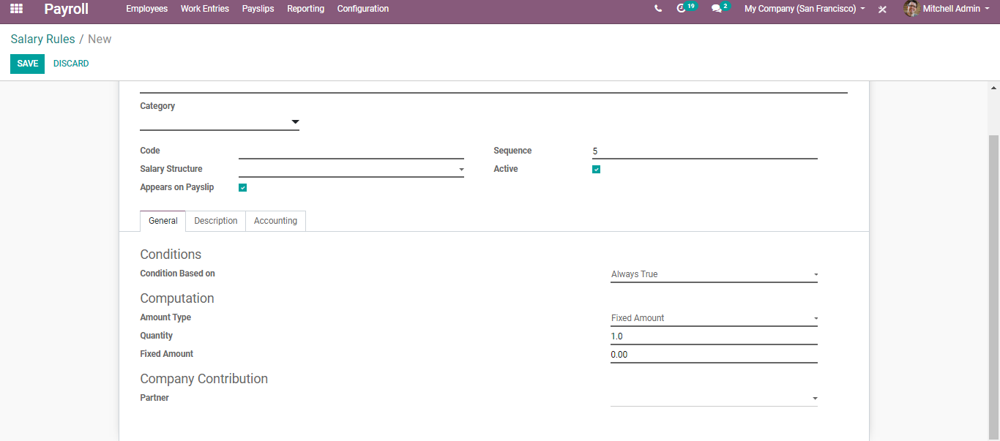 Payroll Employees Work Entries Payslips Reporting Configuration 19 2 My Company (San Francisco) Mitchell Admin
Salary Rules / New
SAVE DISCARD
Category
Code Sequence 5
Salary Structure Active
Appears on Payslip
General Description Accounting
Conditions
Condition Based on Always True
Computation
Amount Type Fixed Amount
Quantity 1.0
Fixed Amount 0.00
Company Contribution
Partner